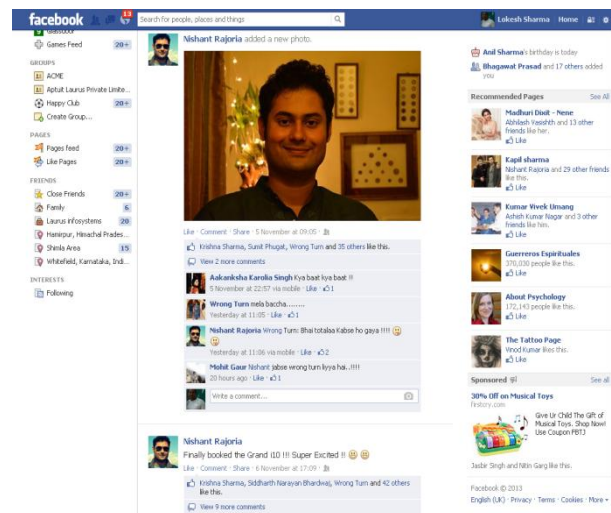 facebook
13
Search for people, places and things
Lokesh Sharma
Home
Glassdoor
Games Feed 20+
GROUPS
ACME
Aptuit Laurus Private Limite...
Happy Club 20+
Create Group...
PAGES
Pages feed 20+
Like Pages 20+
FRIENDS
Close Friends 20+
Family 6
Laurus infosystems 20
Hamirpur, Himachal Prades...
Shimla Area 15
Whitefield, Karnataka, Indi...
INTERESTS
Following
Nishant Rajoria added a new photo.
Like · Comment · Share · 5 November at 09:05 ·
Krishna Sharma, Sumit Phugat, Wrong Turn and 35 others like this.
View 2 more comments
Aakanksha Karolia Singh Kya baat kya baat !!
5 November at 22:57 via mobile · Like · 1
Wrong Turn mela baccha........
Yesterday at 11:05 · Like · 1
Nishant Rajoria Wrong Turn: Bhai totalaa Kabse ho gaya !!!!
Yesterday at 11:06 via mobile · Like · 2
Mohit Gaur Nishant jabse wrong turn liyya hai..!!!!
20 hours ago · Like · 1
Write a comment...
Nishant Rajoria
Finally booked the Grand i10 !!! Super Excited !!
Like · Comment · Share · 6 November at 17:09 ·
Krishna Sharma, Siddharth Narayan Bhardwaj, Wrong Turn and 42 others
like this.
View 9 more comments
Anil Sharma's birthday is today
Bhagawat Prasad and 17 others added
you
Recommended Pages See All
Madhuri Dixit - Nene
Abhilash Yasishth and 13 other
friends like her.
Like
Kapil sharma
Nishant Rajoria and 29 other friends
like this.
Like
Kumar Vivek Umang
Ashish Kumar Nagar and 3 other
friends like him.
Like
Guerreros Espirituales
370,030 people like this.
Like
About Psychology
172,143 people like this.
Like
The Tattoo Page
Vinod Kumar likes this.
Like
Sponsored See All
38% Off on Musical Toys
firstcry.com
Give Ur Child The Gift of
Musical Toys. Shop Now!
Use Coupon FBTJ
Jasbir Singh and Nitin Garg like this.
Facebook © 2013
English (UK) · Privacy · Terms · Cookies · More